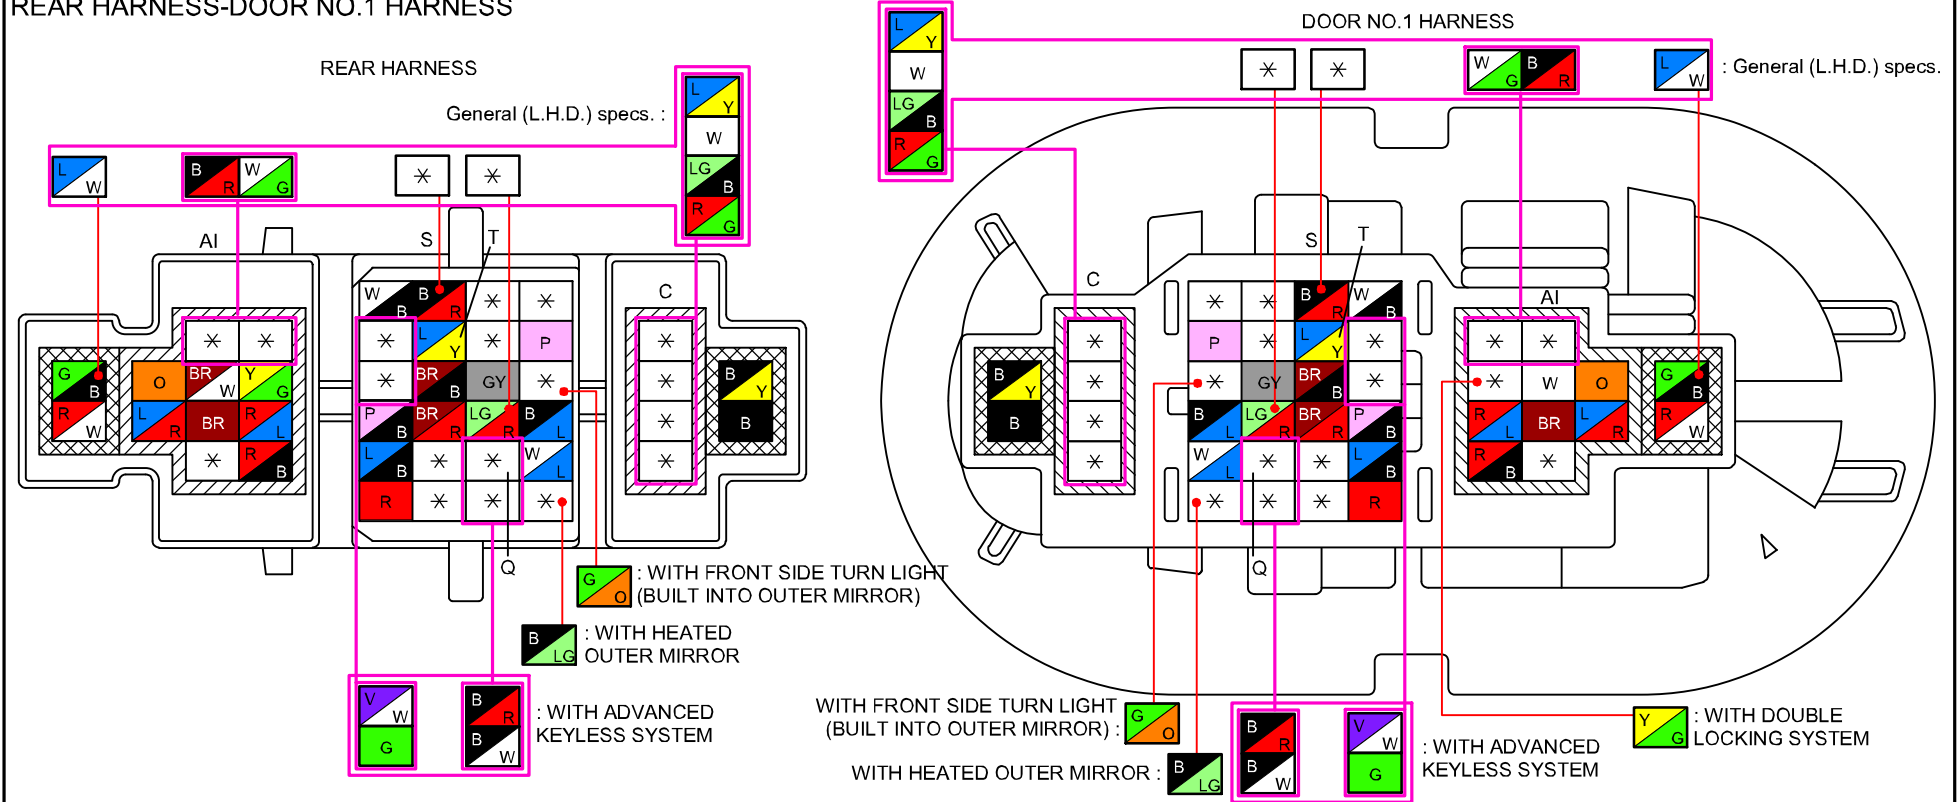 REAR HARNESS-DOOR NO.1 HARNESS
REAR HARNESS
General (L.H.D.) specs. :
L Y
W
LG B
R G
L W
B R W G
* *
AI S T C
W B B R * *
* L Y * P
* BR B GY *
P B BR R LG R B L
L B * * W L
R * * *
* *
O BR W Y G
L R BR R L
* R B
G B
R W
*
*
*
*
B Y
B
Q
G O : WITH FRONT SIDE TURN LIGHT
(BUILT INTO OUTER MIRROR)
B LG : WITH HEATED
OUTER MIRROR
V W B R : WITH ADVANCED
G B W KEYLESS SYSTEM
DOOR NO.1 HARNESS
L Y
W
LG B
R G
* *
W G B R
L W : General (L.H.D.) specs.
C S T AI
B Y
B
*
*
*
*
* * B R W B
P * L Y *
* GY BR B *
B L LG R BR R P B
W L * * L B
* * * R
* *
* W O
R L BR L R
R B *
G B
R W
Q
WITH FRONT SIDE TURN LIGHT
(BUILT INTO OUTER MIRROR) : G O
WITH HEATED OUTER MIRROR : B LG
B R V W : WITH ADVANCED
B W G KEYLESS SYSTEM
Y G : WITH DOUBLE
LOCKING SYSTEM